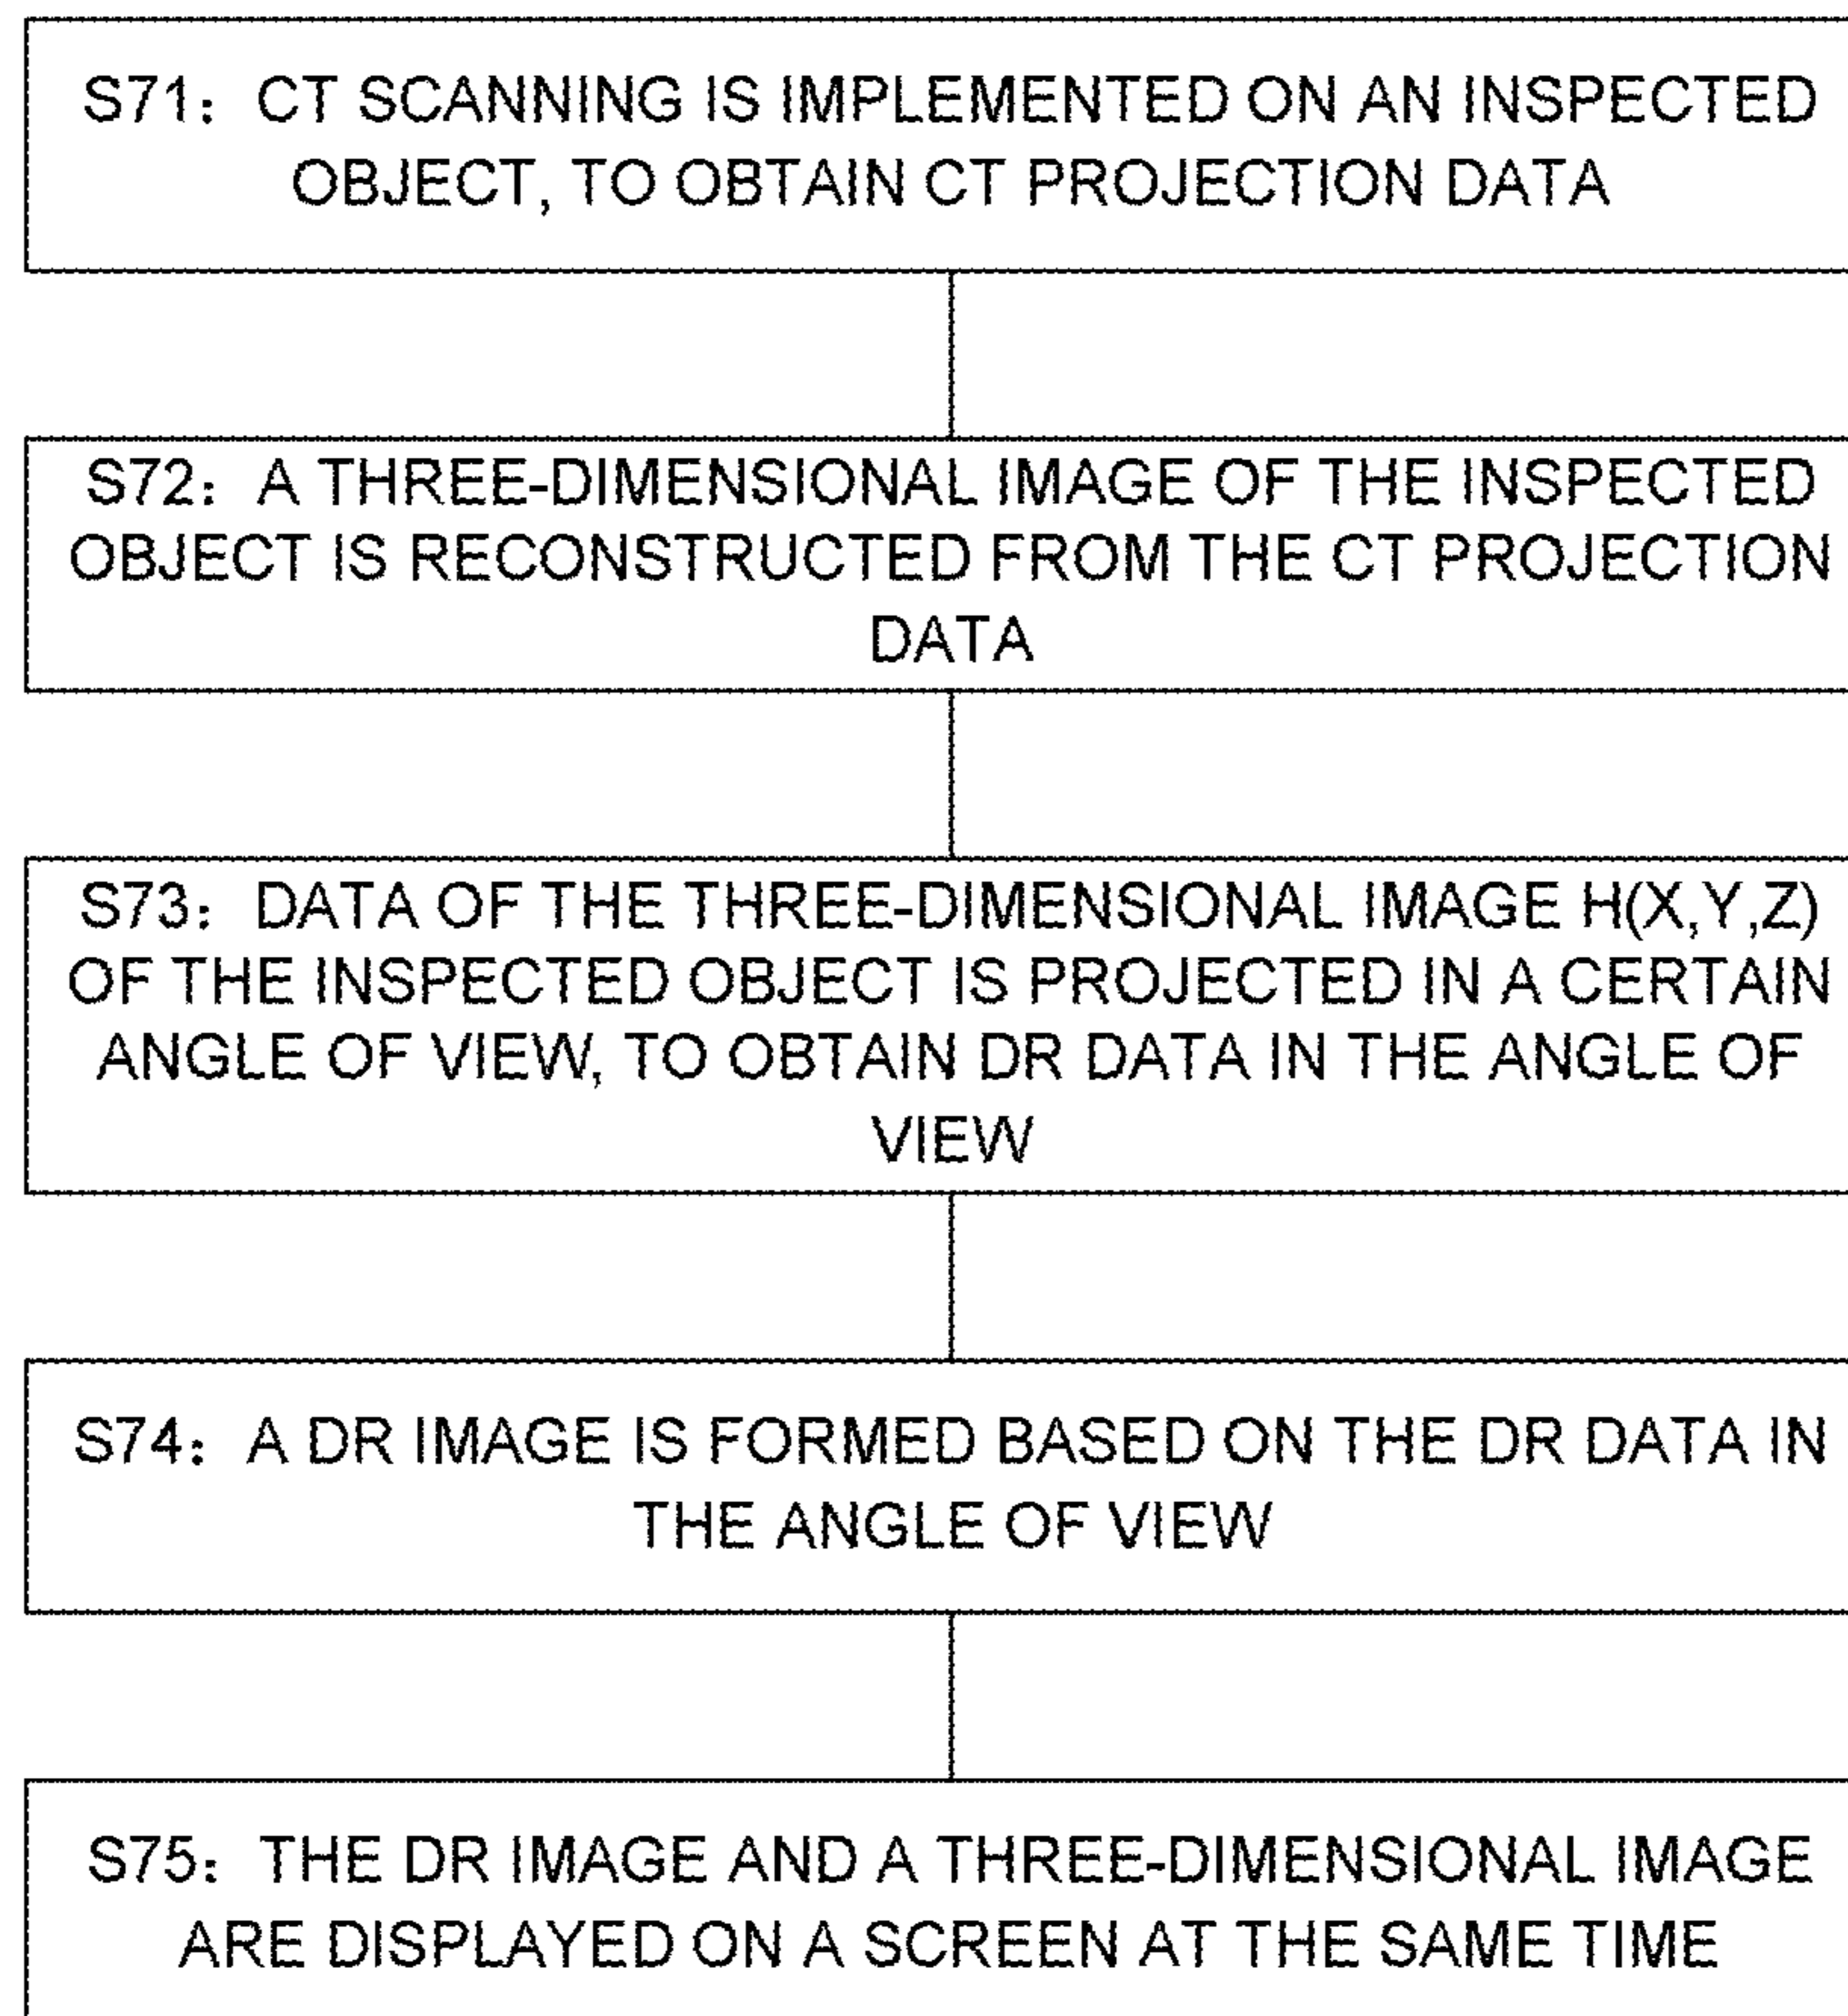 S71: CT SCANNING IS IMPLEMENTED ON AN INSPECTED
OBJECT, TO OBTAIN CT PROJECTION DATA
S72: A THREE-DIMENSIONAL IMAGE OF THE INSPECTED
OBJECT IS RECONSTRUCTED FROM THE CT PROJECTION
DATA
S73: DATA OF THE THREE-DIMENSIONAL IMAGE H(X,Y,Z)
OF THE INSPECTED OBJECT IS PROJECTED IN A CERTAIN
ANGLE OF VIEW, TO OBTAIN DR DATA IN THE ANGLE OF
VIEW
S74: A DR IMAGE IS FORMED BASED ON THE DR DATA IN
THE ANGLE OF VIEW
S75: THE DR IMAGE AND A THREE-DIMENSIONAL IMAGE
ARE DISPLAYED ON A SCREEN AT THE SAME TIME